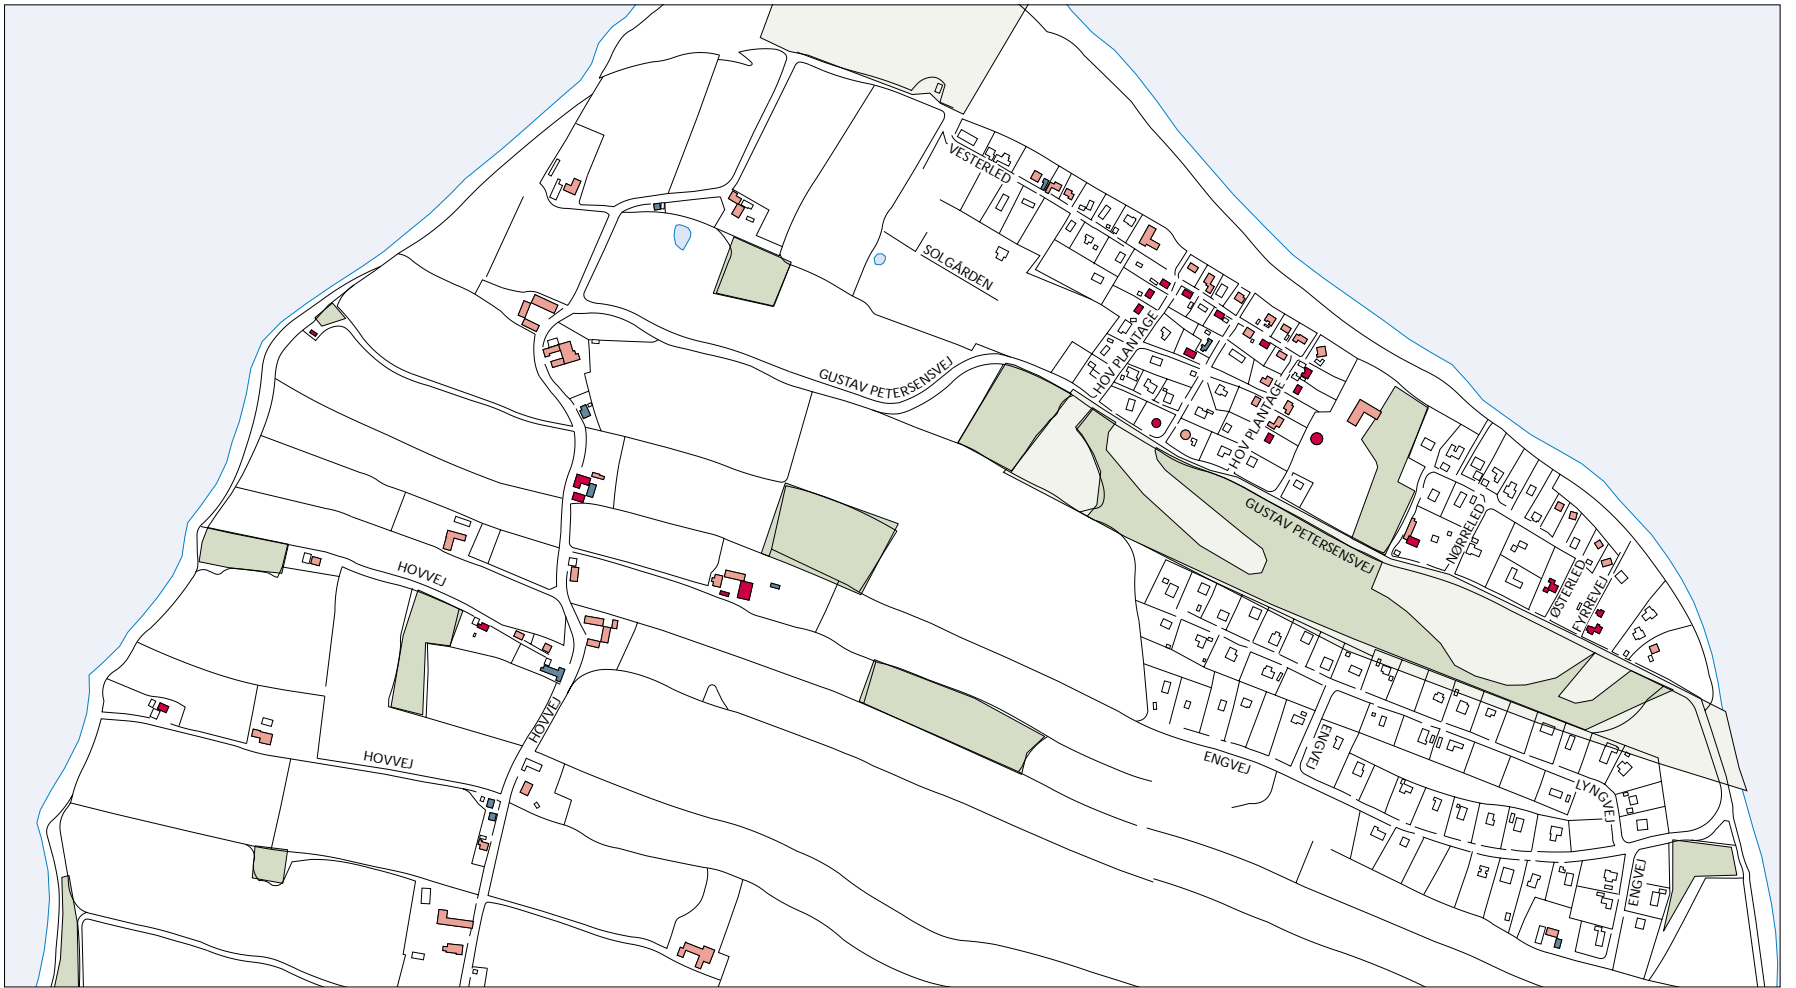 VESTERLED
SOLGÅRDEN
HOV PLANTAGE
GUSTAV PETERSENSVEJ
HOV PLANTAGE
GUSTAV PETERSENSVEJ
NØRRELED
ØSTERLED
FYRREVEJ
HOVVEJ
HOVVEJ
HOVVEJ
ENGVEJ
ENGVEJ
LYNGVEJ
ENGVEJ